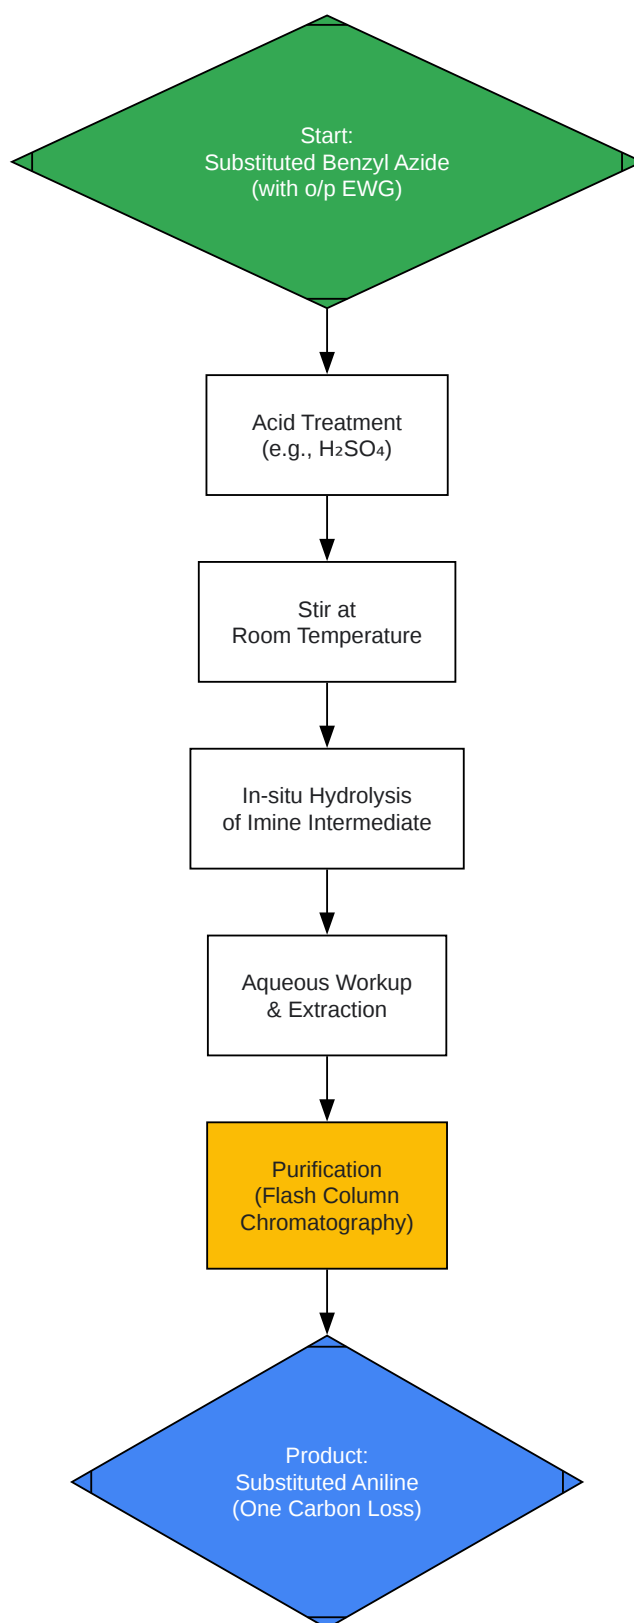 Start:
Substituted Benzyl Azide
(with o/p EWG)
Acid Treatment
(e.g., H₂SO₄)
Stir at
Room Temperature
In-situ Hydrolysis
of Imine Intermediate
Aqueous Workup
& Extraction
Purification
(Flash Column
Chromatography)
Product:
Substituted Aniline
(One Carbon Loss)